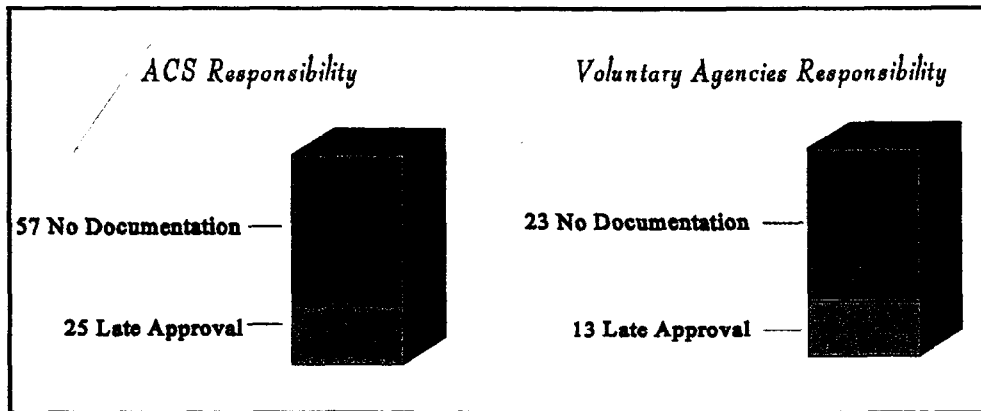 ACS Responsibility
57 No Documentation
25 Late Approval
Voluntary Agencies Responsibility
23 No Documentation
13 Late Approval